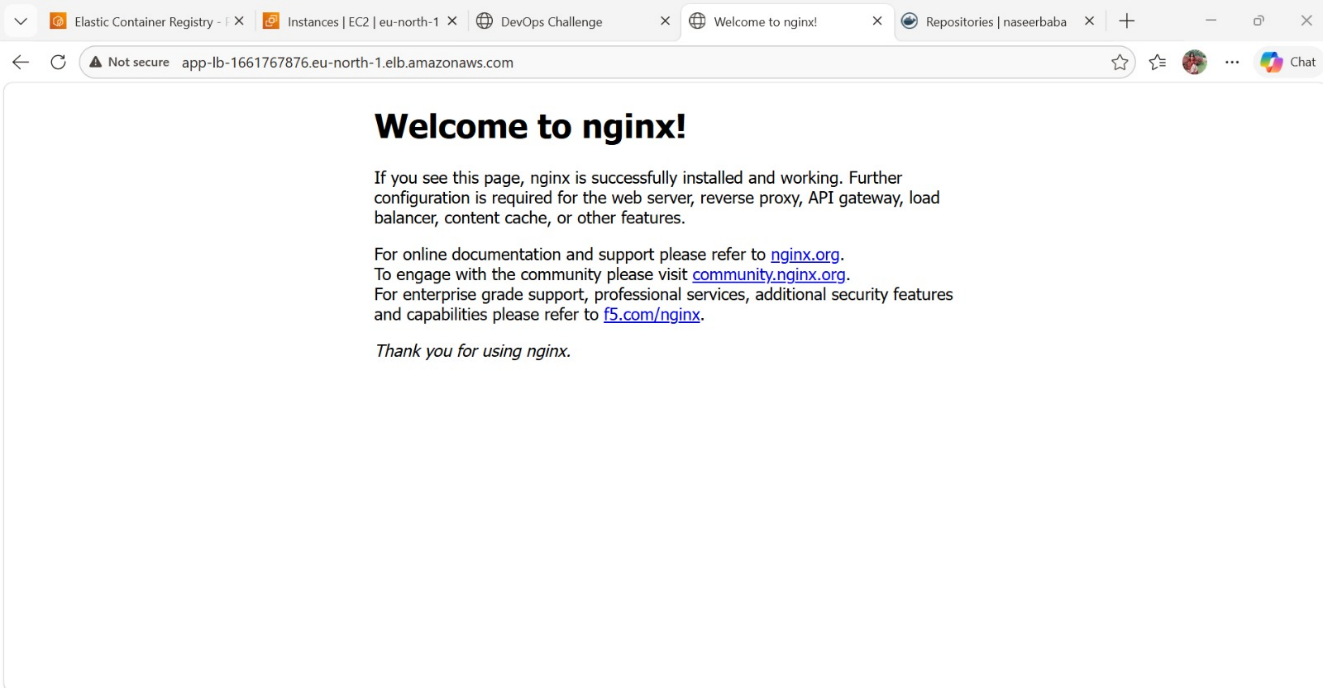 Elastic Container Registry -
Instances | EC2 | eu-north-1
DevOps Challenge
Welcome to nginx!
Repositories | naseerbaba
Not secure
app-lb-1661767876.eu-north-1.elb.amazonaws.com
Chat
Welcome to nginx!
If you see this page, nginx is successfully installed and working. Further
configuration is required for the web server, reverse proxy, API gateway, load
balancer, content cache, or other features.
For online documentation and support please refer to nginx.org.
To engage with the community please visit community.nginx.org.
For enterprise grade support, professional services, additional security features
and capabilities please refer to f5.com/nginx.
Thank you for using nginx.